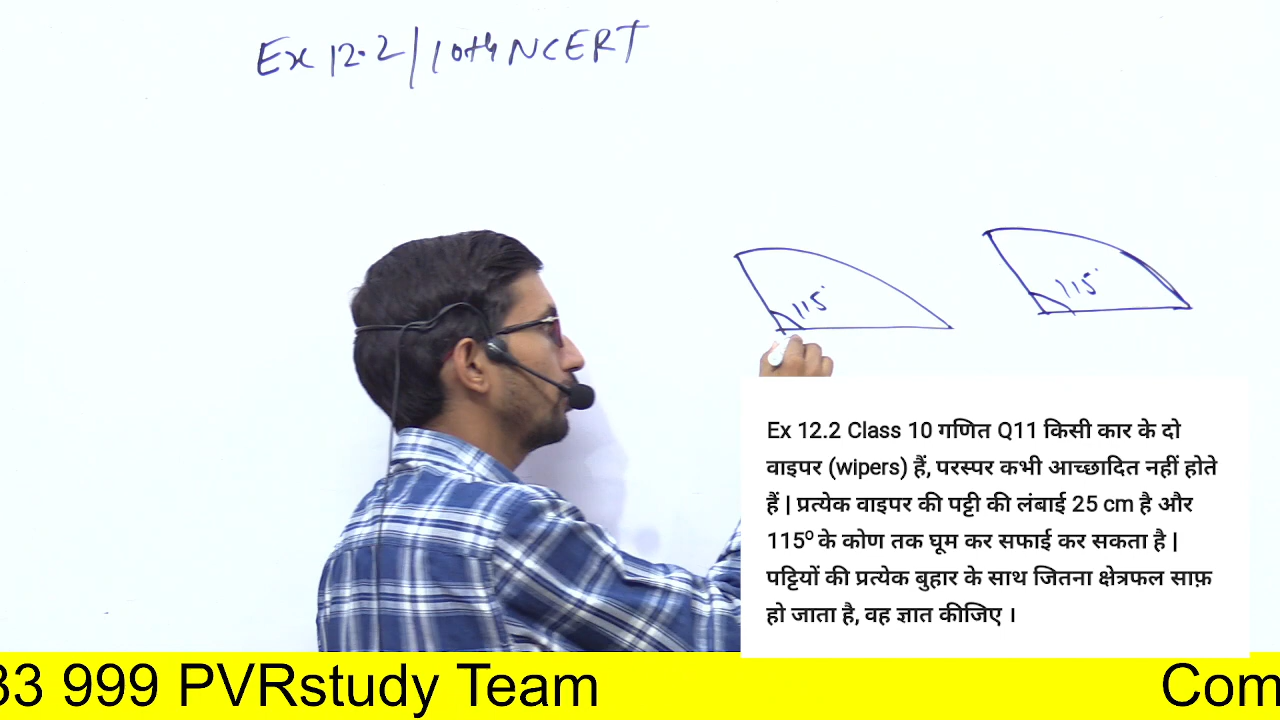 Ex 12.2/10th NCERT
115°
115°
Ex 12.2 Class 10 गणित Q11 किसी कार के दो
वाइपर (wipers) हैं, परस्पर कभी आच्छादित नहीं होते
हैं | प्रत्येक वाइपर की पट्टी की लंबाई 25 cm है और
115⁰ के कोण तक घूम कर सफाई कर सकता है |
पट्टियों की प्रत्येक बुहार के साथ जितना क्षेत्रफल साफ़
हो जाता है, वह ज्ञात कीजिए ।
33 999 PVRstudy Team
Com